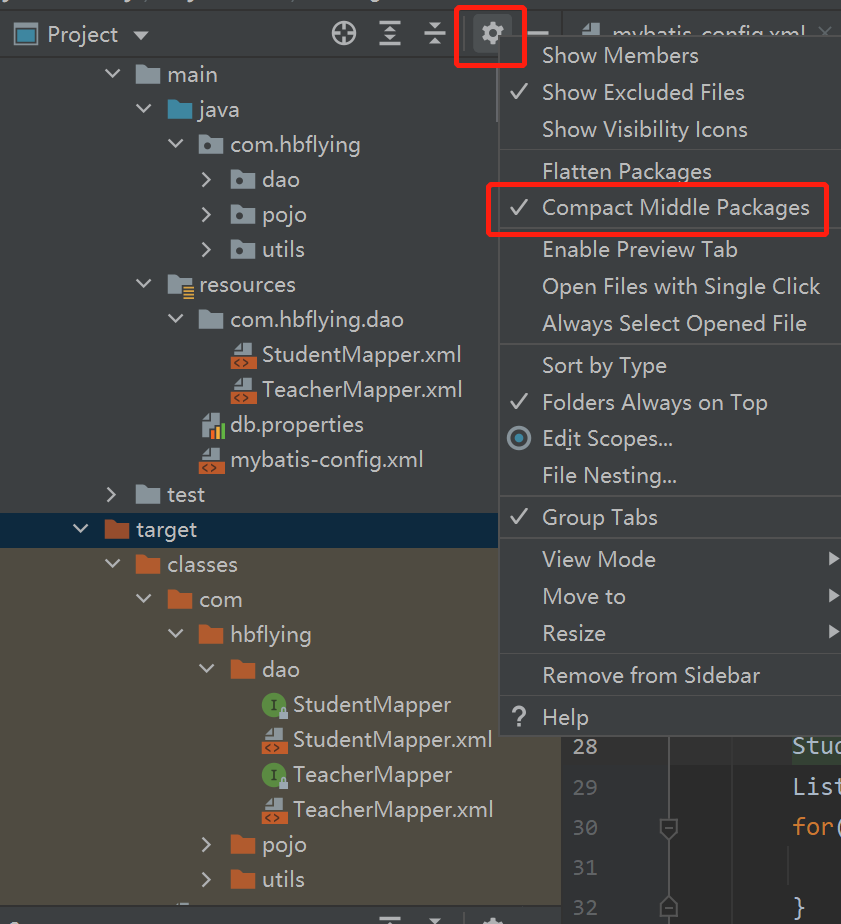 Project
mybatis-config.xml
main
java
com.hbflying
dao
pojo
utils
resources
com.hbflying.dao
StudentMapper.xml
TeacherMapper.xml
db.properties
mybatis-config.xml
test
target
classes
com
hbflying
dao
StudentMapper
StudentMapper.xml
TeacherMapper
TeacherMapper.xml
pojo
utils
Show Members
Show Excluded Files
Show Visibility Icons
Flatten Packages
Compact Middle Packages
Enable Preview Tab
Open Files with Single Click
Always Select Opened File
Sort by Type
Folders Always on Top
Edit Scopes...
File Nesting...
Group Tabs
View Mode
Move to
Resize
Remove from Sidebar
? Help
28 Stud
29 List
30 for(
31
32 }